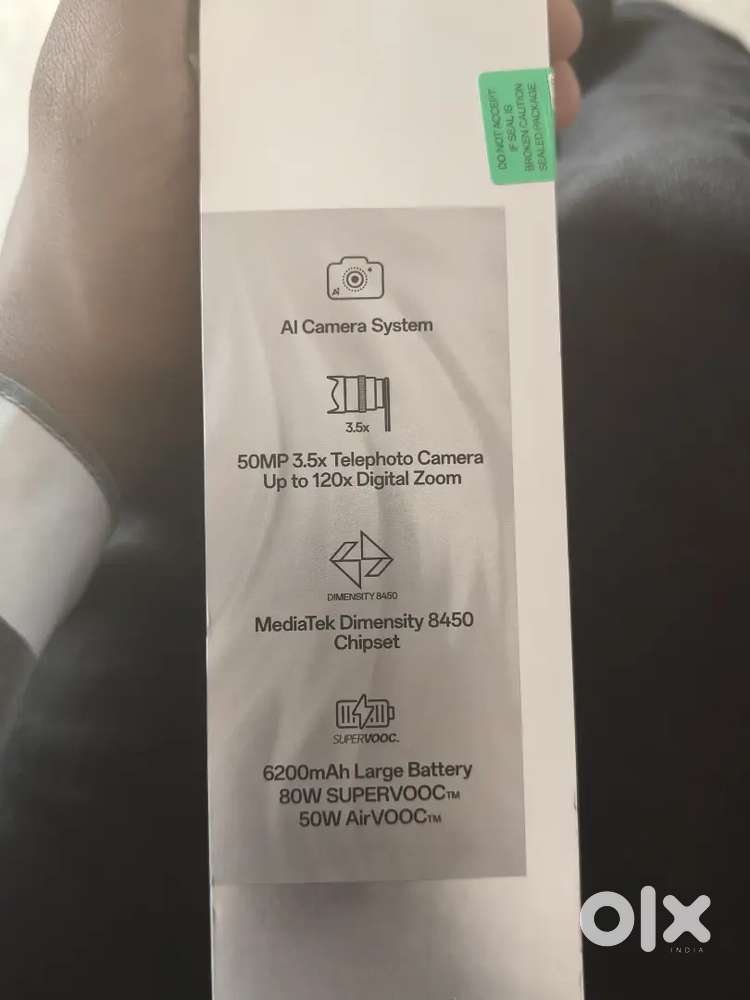 DO NOT ACCEPT
IF SEAL IS
BROKEN CAUTION
SEALED PACKAGE
AI
AI Camera System
3.5x
50MP 3.5x Telephoto Camera
Up to 120x Digital Zoom
DIMENSITY 8450
MediaTek Dimensity 8450
Chipset
SUPERVOOC™
6200mAh Large Battery
80W SUPERVOOC™
50W AirVOOC™
olx
INDIA